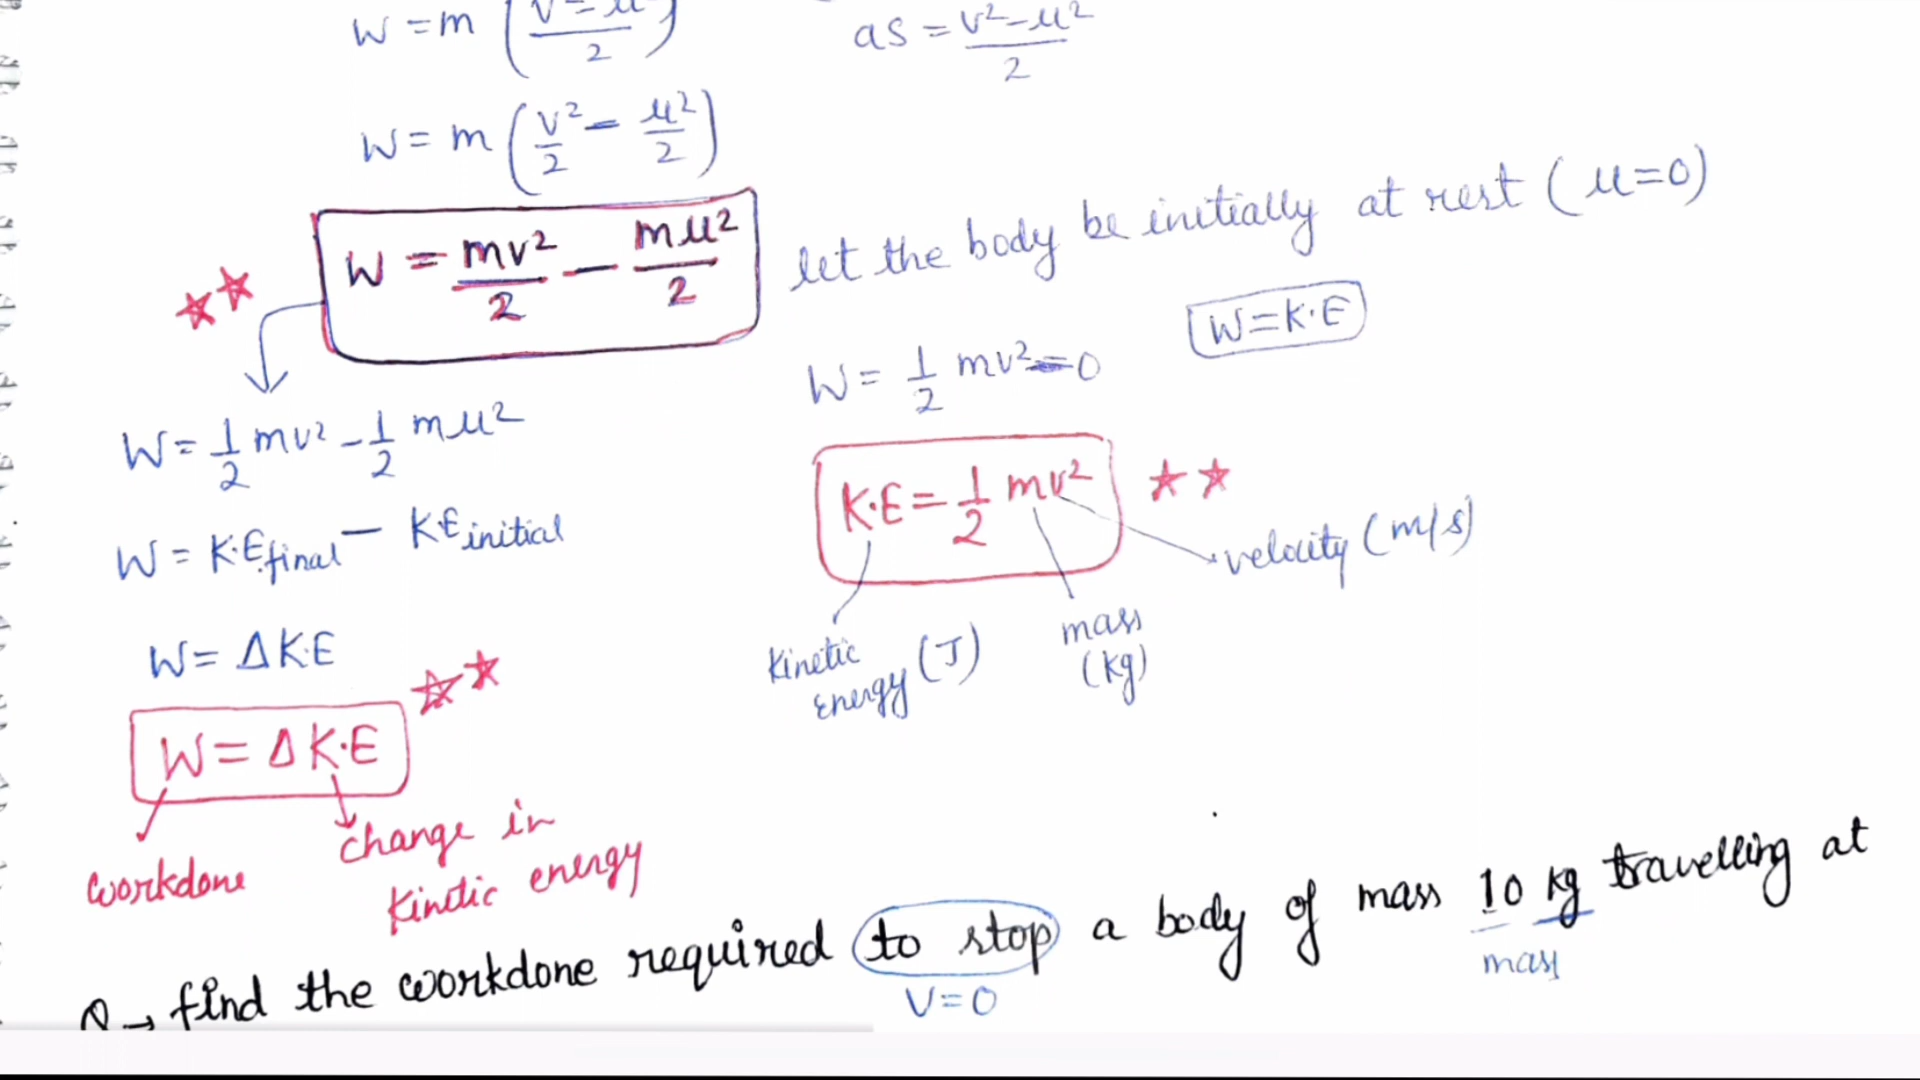 W = m (v² - u²)/2
as = v² - u²/2
W = m (v²/2 - u²/2)
W = mv²/2 - mu²/2
let the body be initially at rest (u=0)
W = K.E
W = 1/2 mv² - 0
W = 1/2 mv² - 1/2 mu²
K.E = 1/2 mv²
velocity (m/s)
W = K.E final - K.E initial
mass
(kg)
Kinetic
energy (J)
W = ΔK.E
W = ΔK.E
workdone
change in
Kinetic energy
Q → find the workdone required to stop a body of mass 10 kg travelling at
V=0
mass